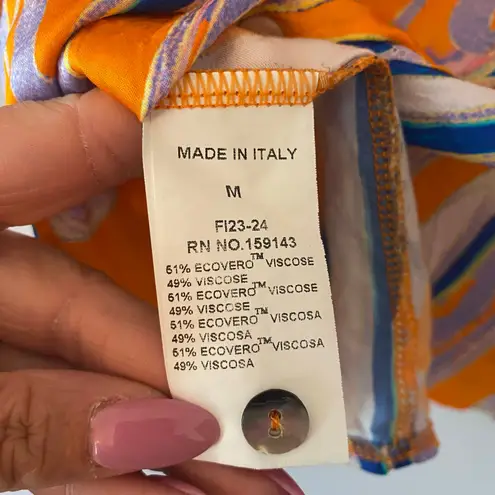 MADE IN ITALY
M
FI23-24
RN NO.159143
51% ECOVERO™ VISCOSE
49% VISCOSE
51% ECOVERO™ VISCOSE
49% VISCOSE
51% ECOVERO™ VISCOSA
49% VISCOSA
51% ECOVERO™ VISCOSA
49% VISCOSA